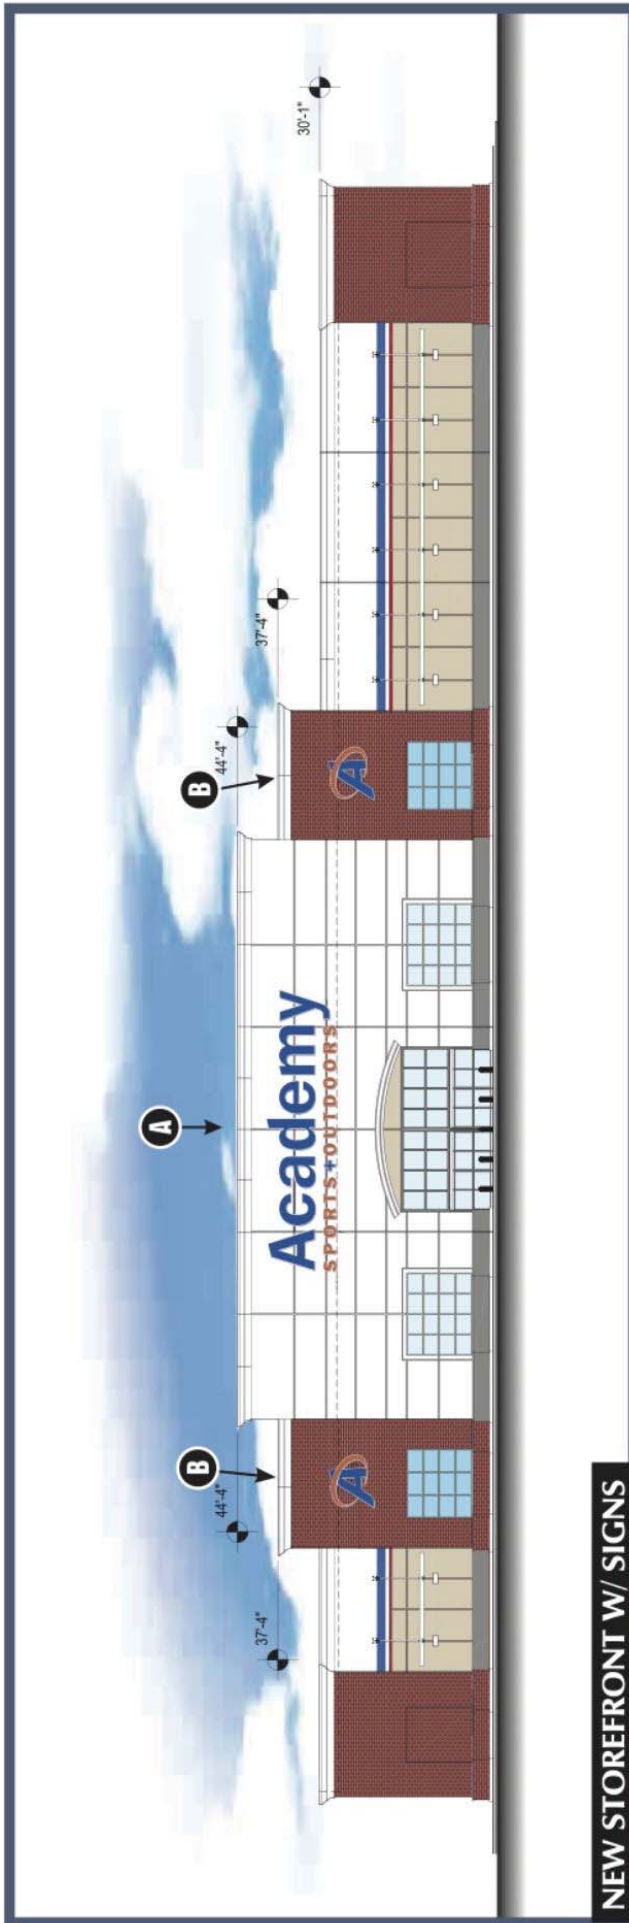 A
B
B
44'-4"
44'-4"
37'-4"
37'-4"
30'-1"
Academy
SPORTS+OUTDOORS
A
A
NEW STOREFRONT W/ SIGNS